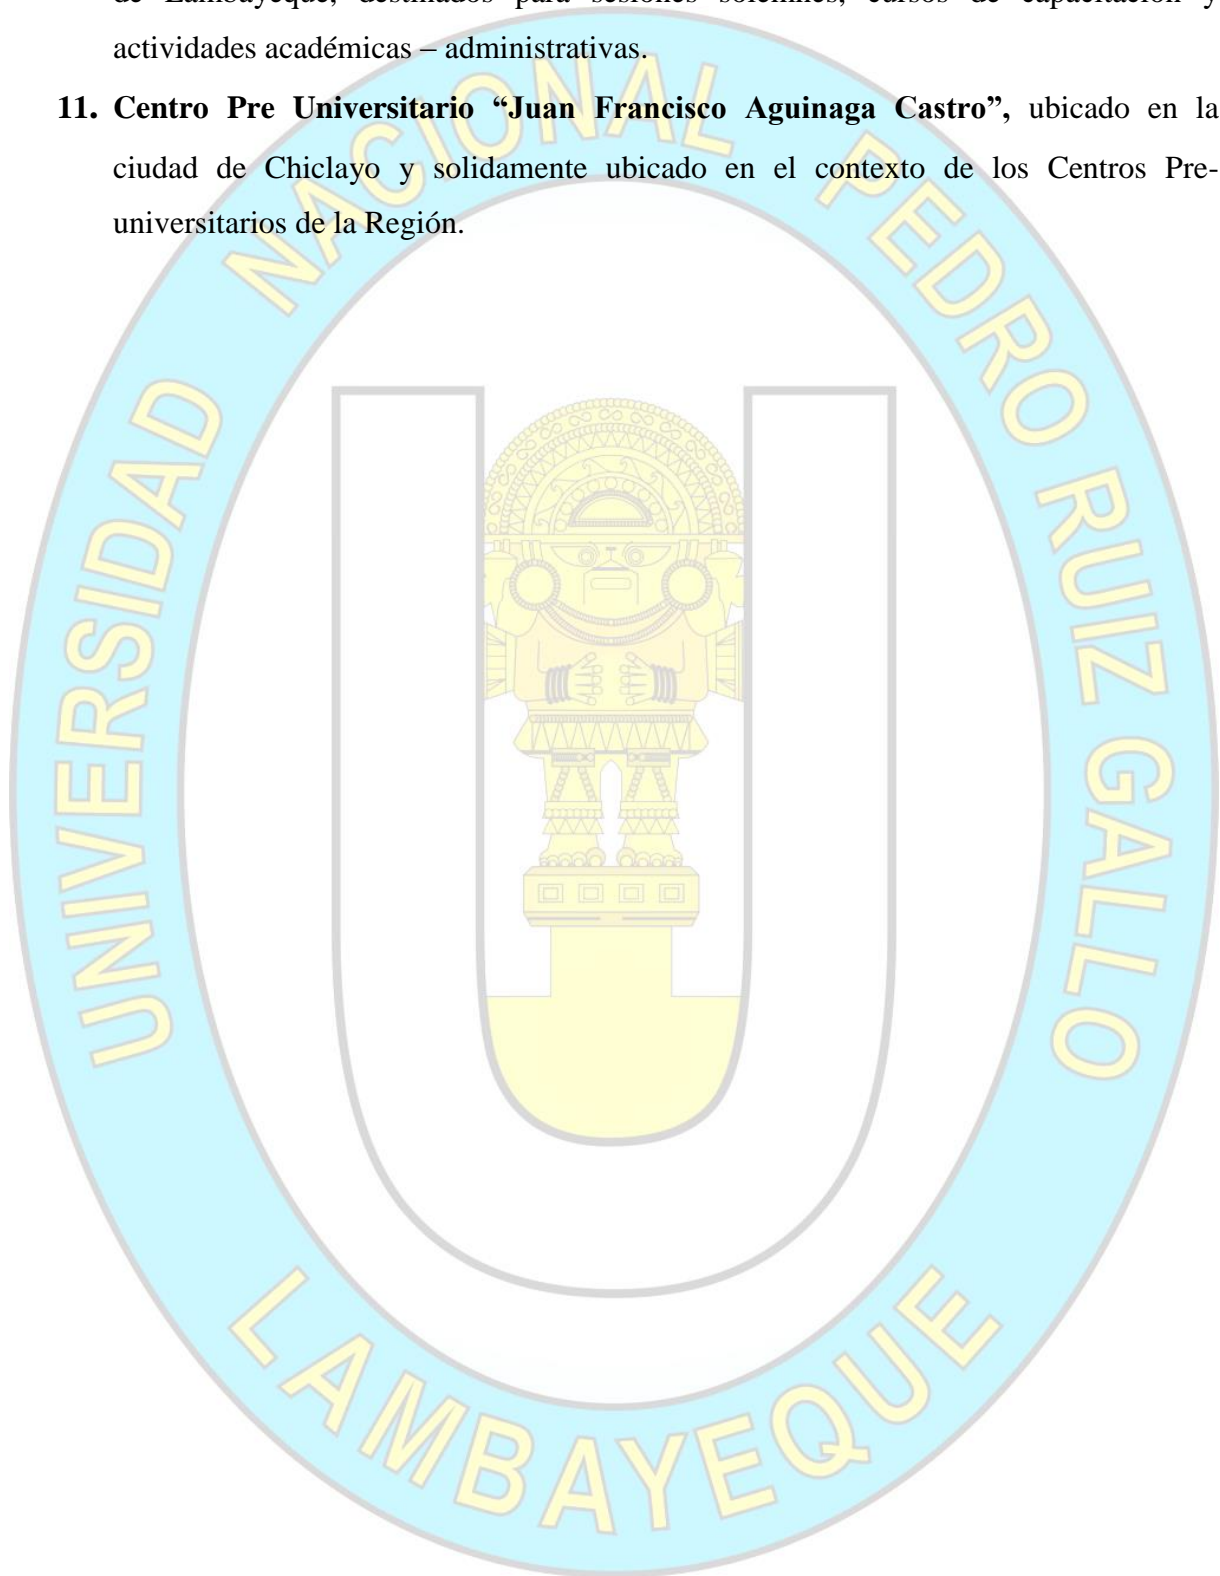 de Lambayeque, destinados para sesiones solemnes, cursos de capacitación y
actividades académicas – administrativas.
11. Centro Pre Universitario “Juan Francisco Aguinaga Castro”, ubicado en la
ciudad de Chiclayo y solidamente ubicado en el contexto de los Centros Pre-
universitarios de la Región.
UNIVERSIDAD NACIONAL PEDRO RUIZ GALLO
LAMBAYEQUE